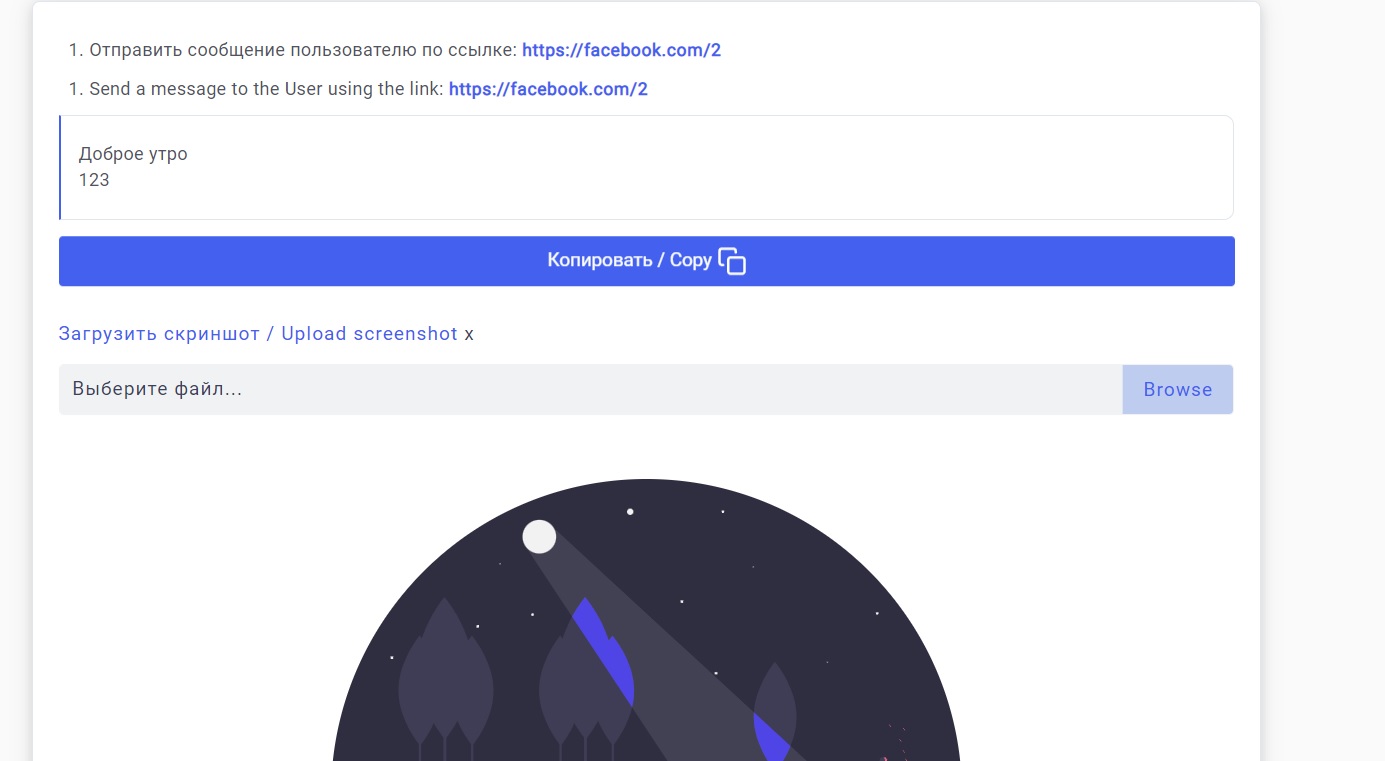 1. Отправить сообщение пользователю по ссылке: https://facebook.com/2
1. Send a message to the User using the link: https://facebook.com/2
Доброе утро
123
Копировать / Copy
Загрузить скриншот / Upload screenshot x
Выберите файл...
Browse